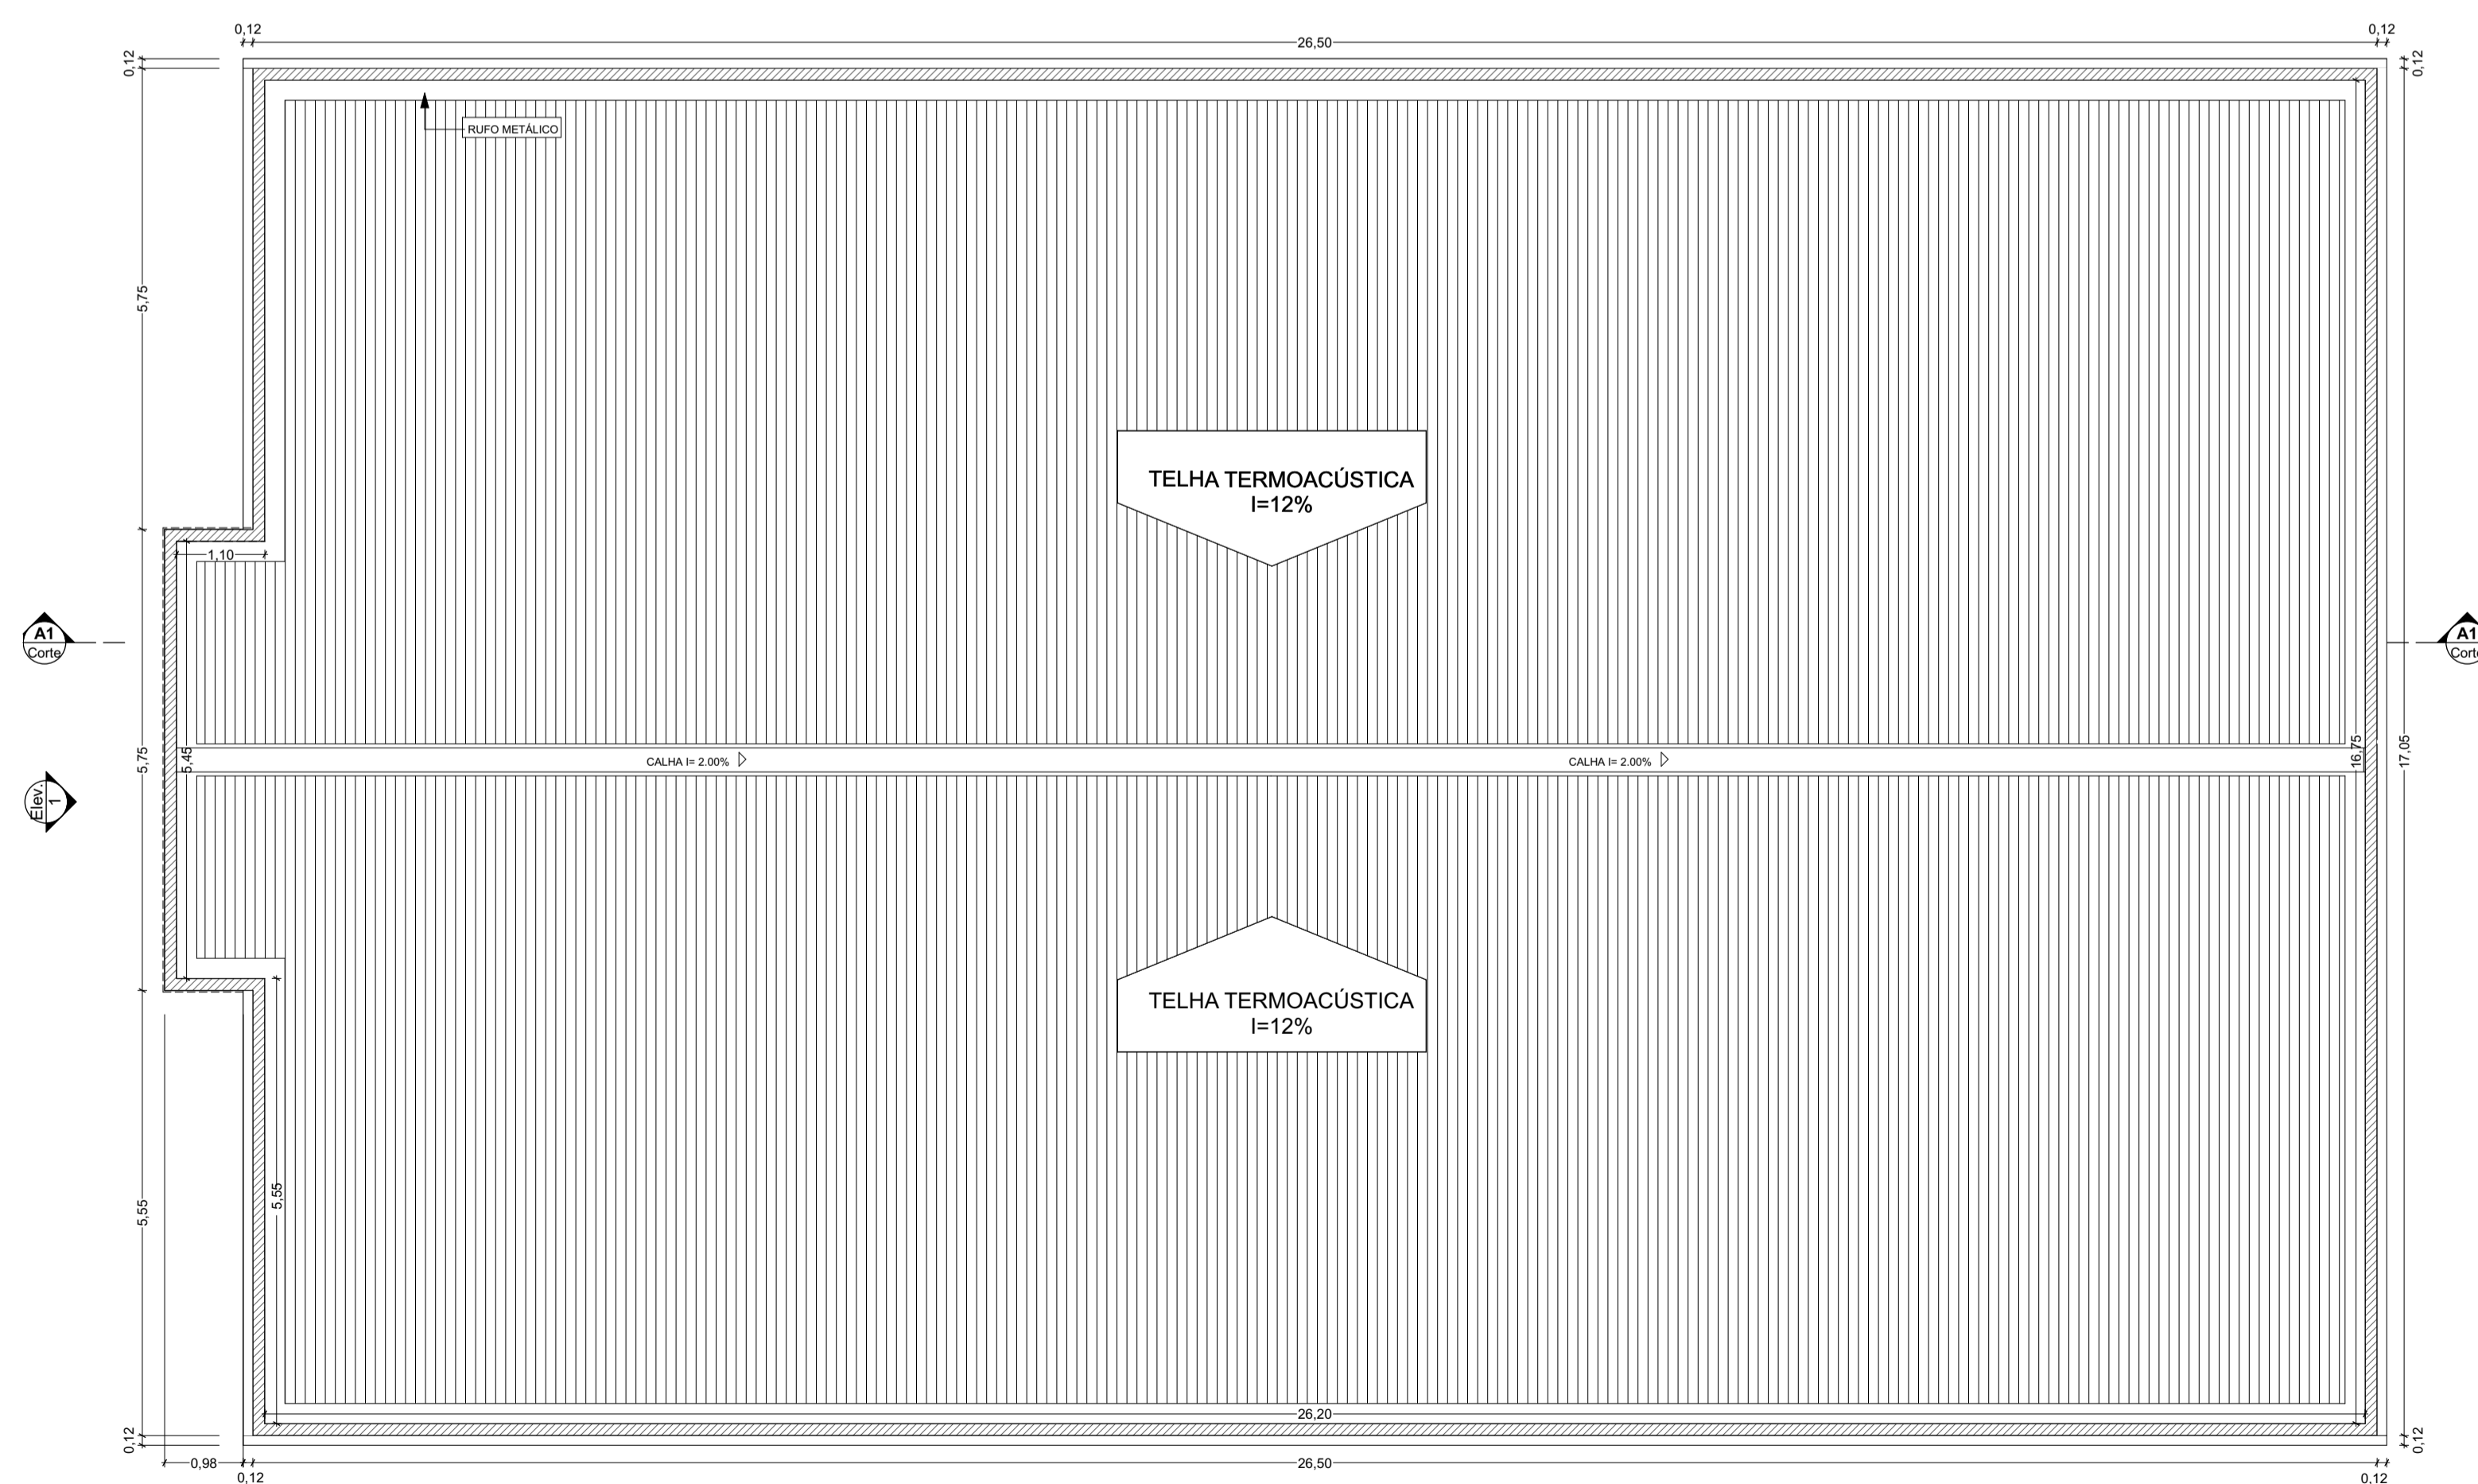 0,12
26,50
0,12
0,12
0,12
RUFO METÁLICO
5,75
TELHA TERMOACÚSTICA
I=12%
1,10
A1
Corte
A1
Corte
5,75
5,45
CALHA I= 2.00%
CALHA I= 2.00%
16,75
17,05
Elev.
1
TELHA TERMOACÚSTICA
I=12%
5,55
5,55
26,20
0,12
0,12
0,98
0,12
26,50
0,12